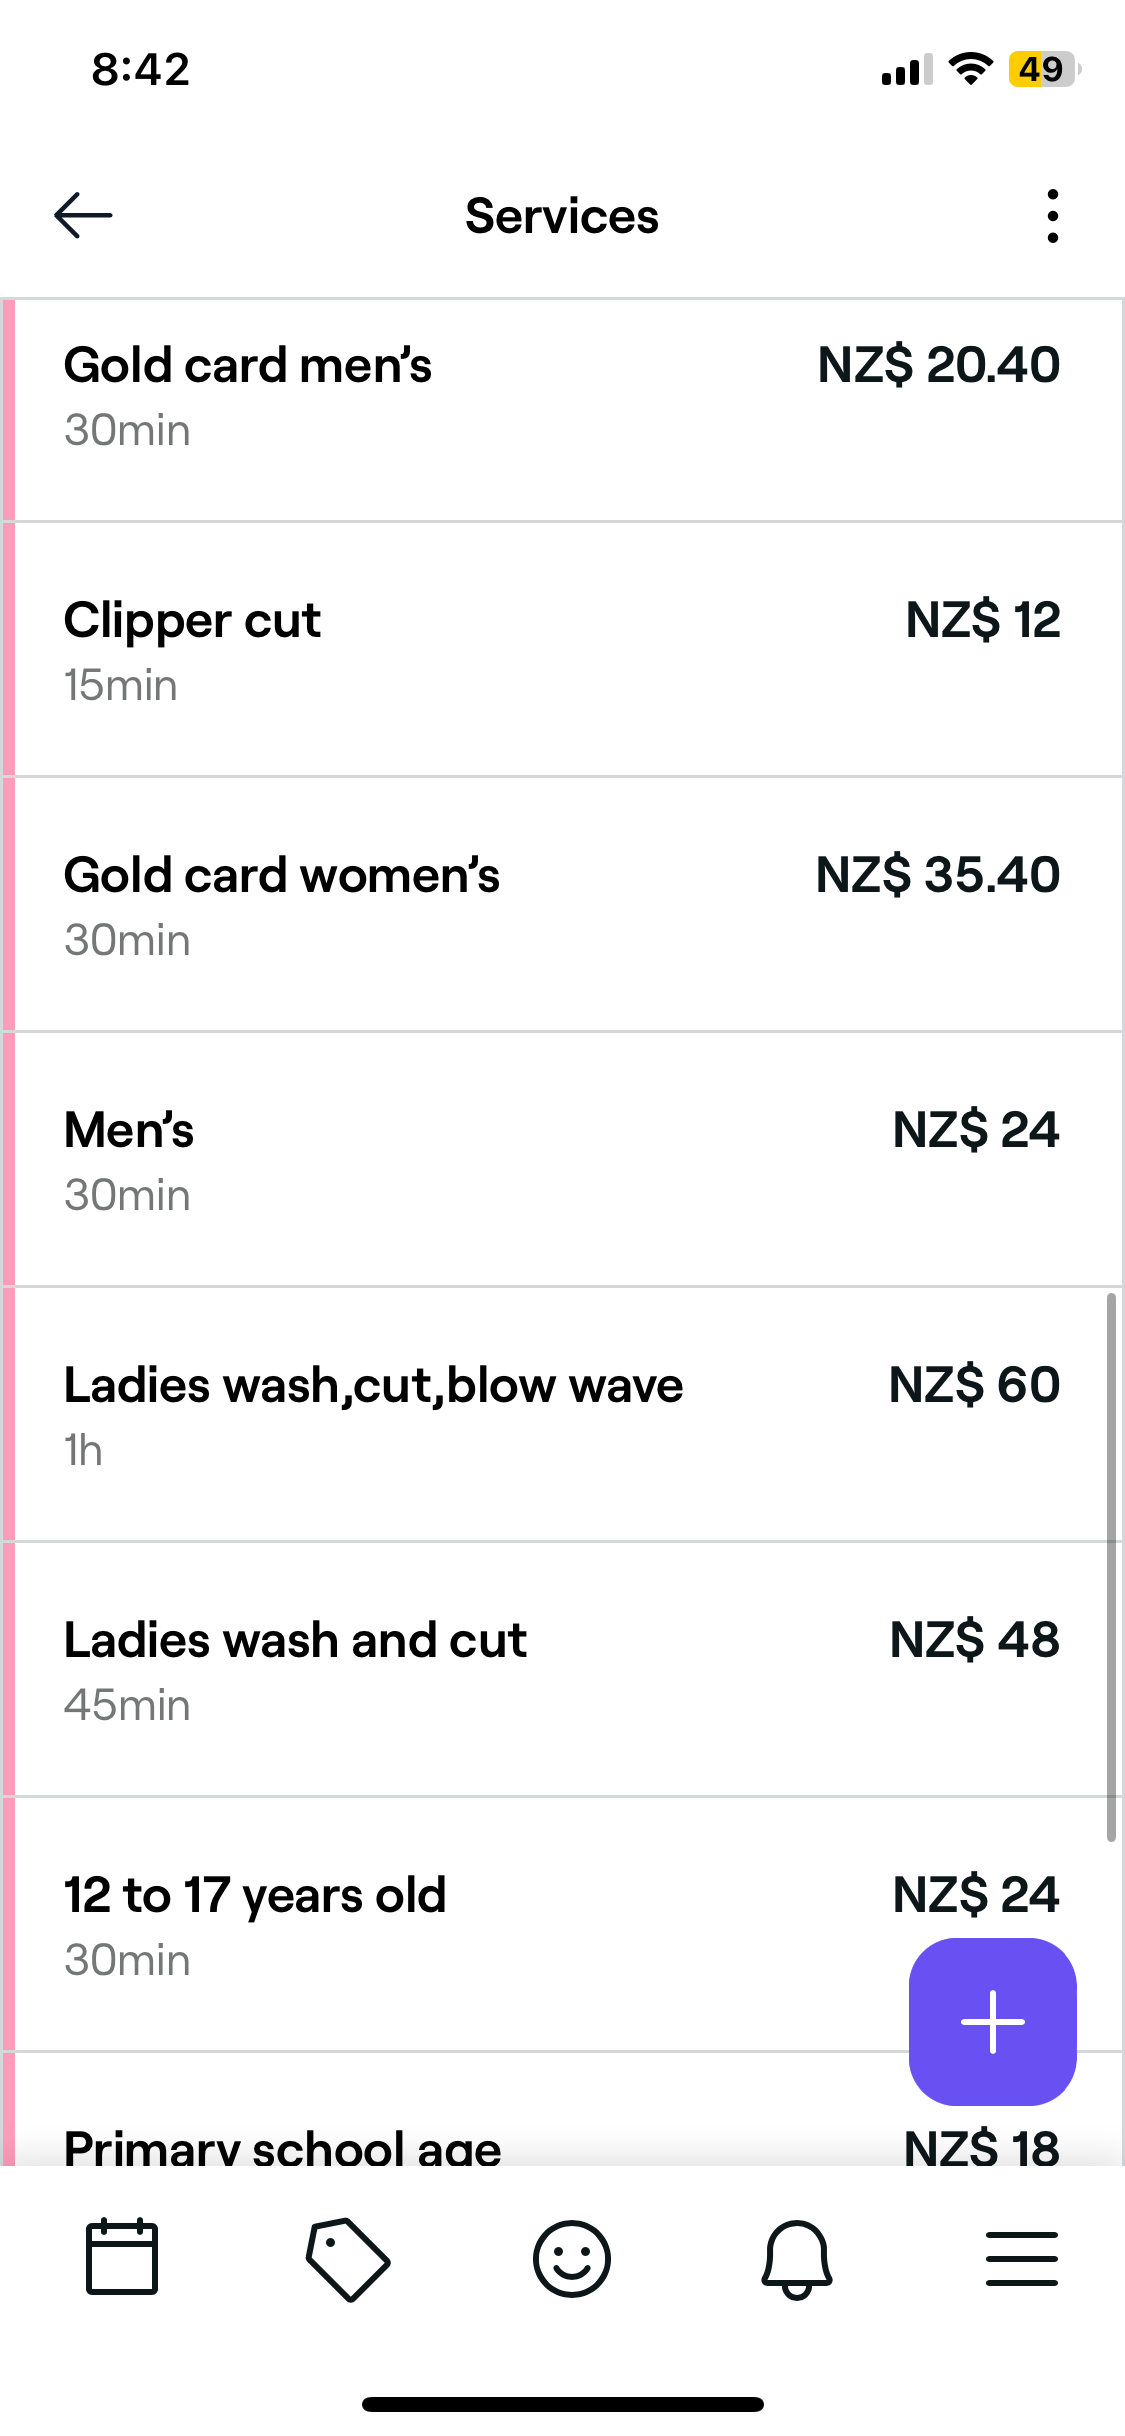 8:42
49
Services
Gold card men’s NZ$ 20.40
30min
Clipper cut NZ$ 12
15min
Gold card women’s NZ$ 35.40
30min
Men’s NZ$ 24
30min
Ladies wash,cut,blow wave NZ$ 60
1h
Ladies wash and cut NZ$ 48
45min
12 to 17 years old NZ$ 24
30min
Primary school age NZ$ 18